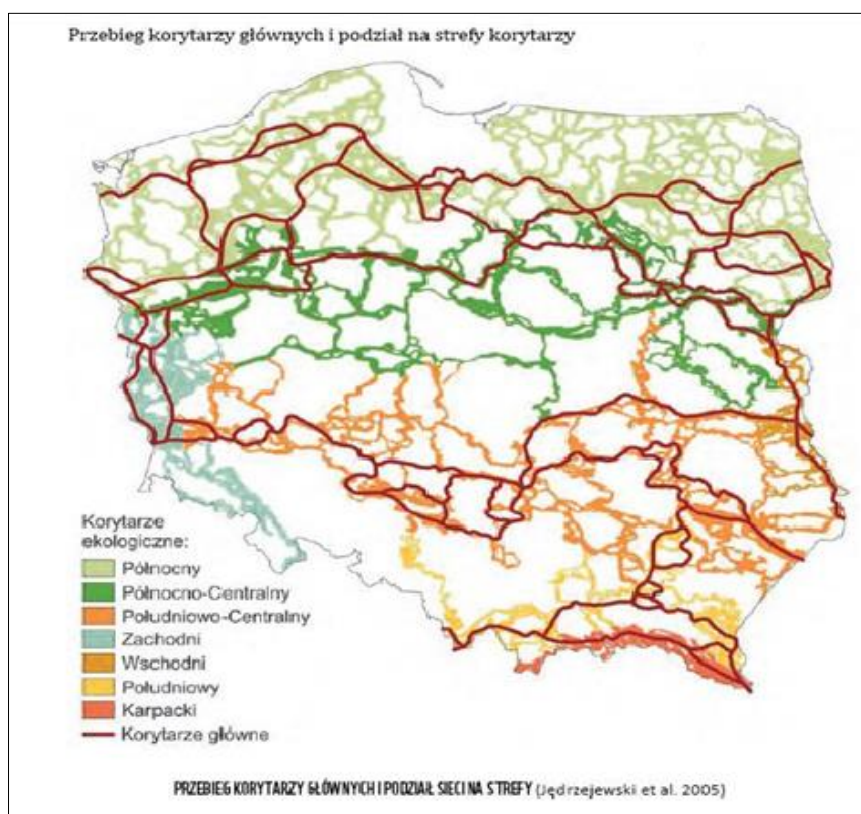 Przebieg korytarzy głównych i podział na strefy korytarzy
Korytarze
ekologiczne:
Północny
Północno-Centralny
Południowo-Centralny
Zachodni
Wschodni
Południowy
Karpacki
Korytarze główne
PRZEBIEG KORYTARZY GŁÓWNYCH I PODZIAŁ SIECI NA STREFY (Jędrzejewski et al. 2005)